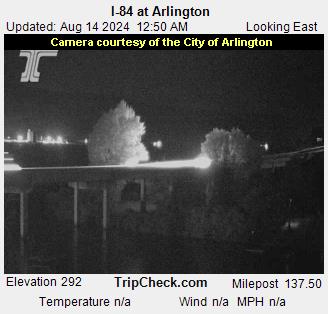 I-84 at Arlington
Updated: Aug 14 2024 12:50 AM Looking East
Camera courtesy of the City of Arlington
Elevation 292 TripCheck.com Milepost 137.50
Temperature n/a Wind n/a MPH n/a